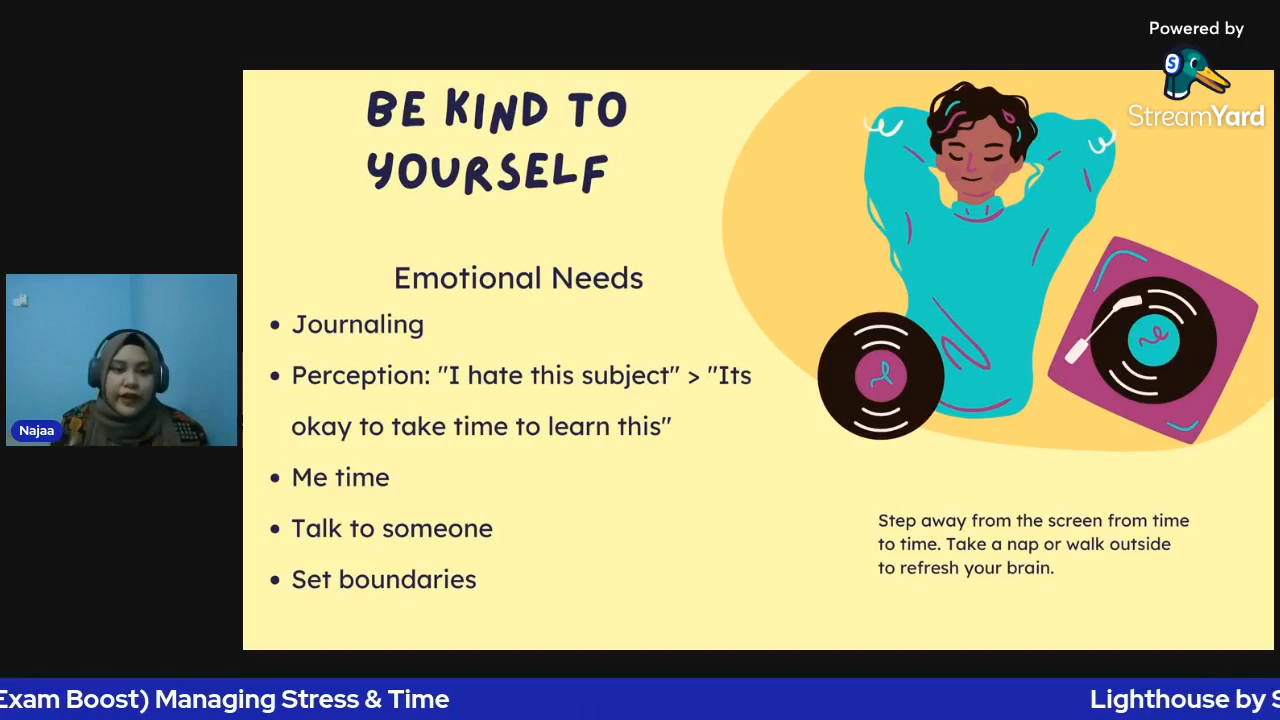 Powered by
S
StreamYard
BE KIND TO
YOURSELF
Emotional Needs
• Journaling
• Perception: "I hate this subject" > "Its
okay to take time to learn this"
• Me time
• Talk to someone
• Set boundaries
Step away from the screen from time
to time. Take a nap or walk outside
to refresh your brain.
Najaa
Exam Boost) Managing Stress & Time
Lighthouse by S